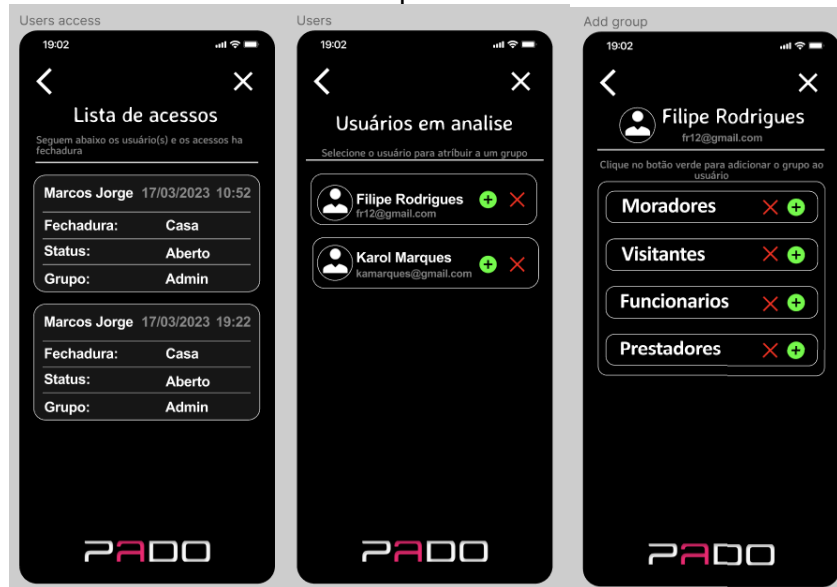 Users access
19:02
Lista de acessos
Seguem abaixo os usuário(s) e os acessos ha
fechadura
Marcos Jorge 17/03/2023 10:52
Fechadura: Casa
Status: Aberto
Grupo: Admin
Marcos Jorge 17/03/2023 19:22
Fechadura: Casa
Status: Aberto
Grupo: Admin
PADO
Users
19:02
Usuários em analise
Selecione o usuário para atribuir a um grupo
Filipe Rodrigues
fr12@gmail.com
Karol Marques
kamarques@gmail.com
PADO
Add group
19:02
Filipe Rodrigues
fr12@gmail.com
Clique no botão verde para adicionar o grupo ao
usuário
Moradores
Visitantes
Funcionarios
Prestadores
PADO